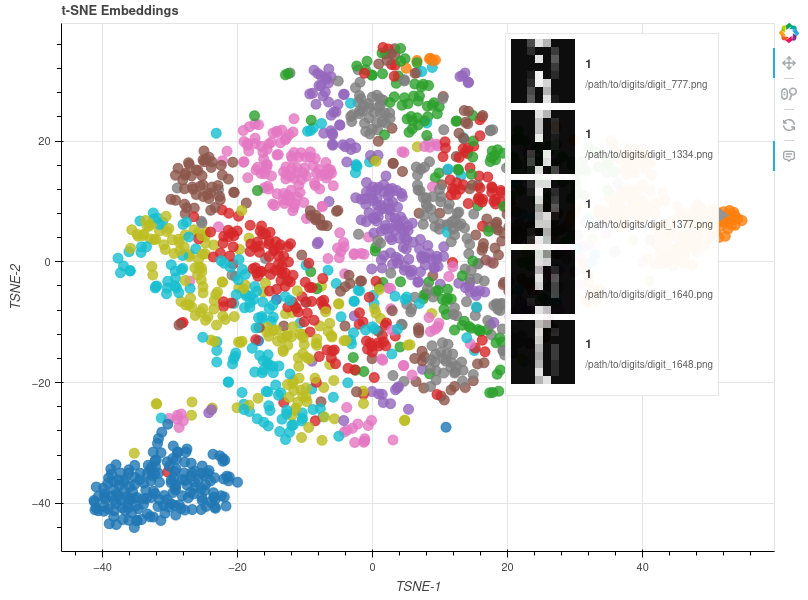 t-SNE Embeddings
1
/path/to/digits/digit_777.png
1
/path/to/digits/digit_1334.png
1
/path/to/digits/digit_1377.png
1
/path/to/digits/digit_1640.png
1
/path/to/digits/digit_1648.png
20
0
−20
−40
TSNE-2
−40
−20
0
20
40
TSNE-1